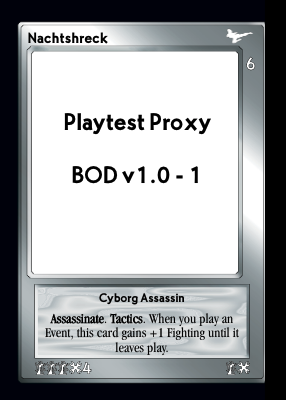 Nachtshreck
6
Playtest Proxy
BOD v1.0 - 1
Cyborg Assassin
Assassinate. Tactics. When you play an
Event, this card gains +1 Fighting until it
leaves play.
4